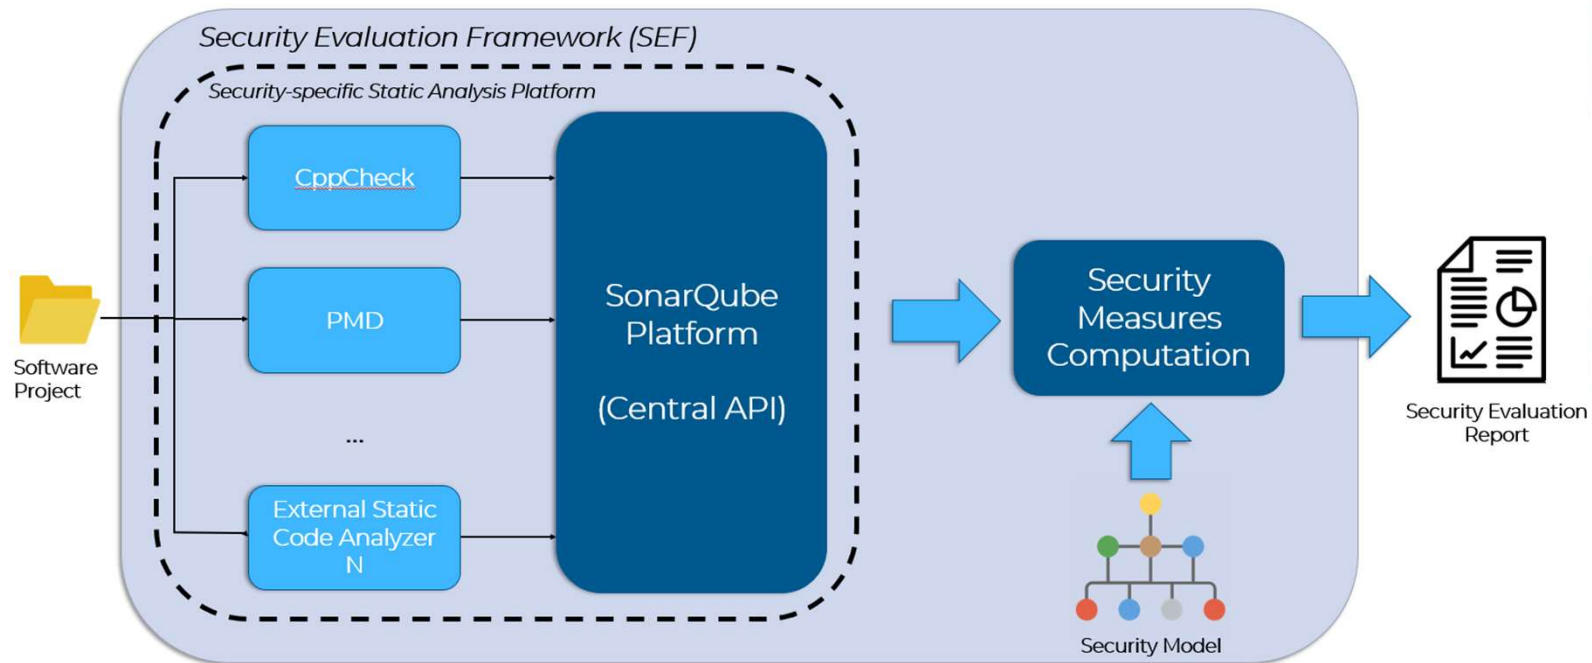 Security Evaluation Framework (SEF)
Security-specific Static Analysis Platform
CppCheck
PMD
...
External Static
Code Analyzer
N
SonarQube
Platform
(Central API)
Software
Project
Security
Measures
Computation
Security Model
Security Evaluation
Report